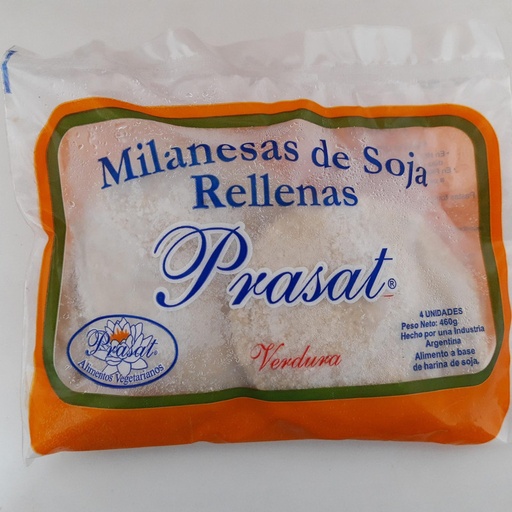 Milanesas de Soja
Rellenas
Prasat®
Verdura
Prasat®
Alimentos Vegetarianos
4 UNIDADES
Peso Neto: 460g
Hecho por una Industria
Argentina
Alimento a base
de harina de soja.